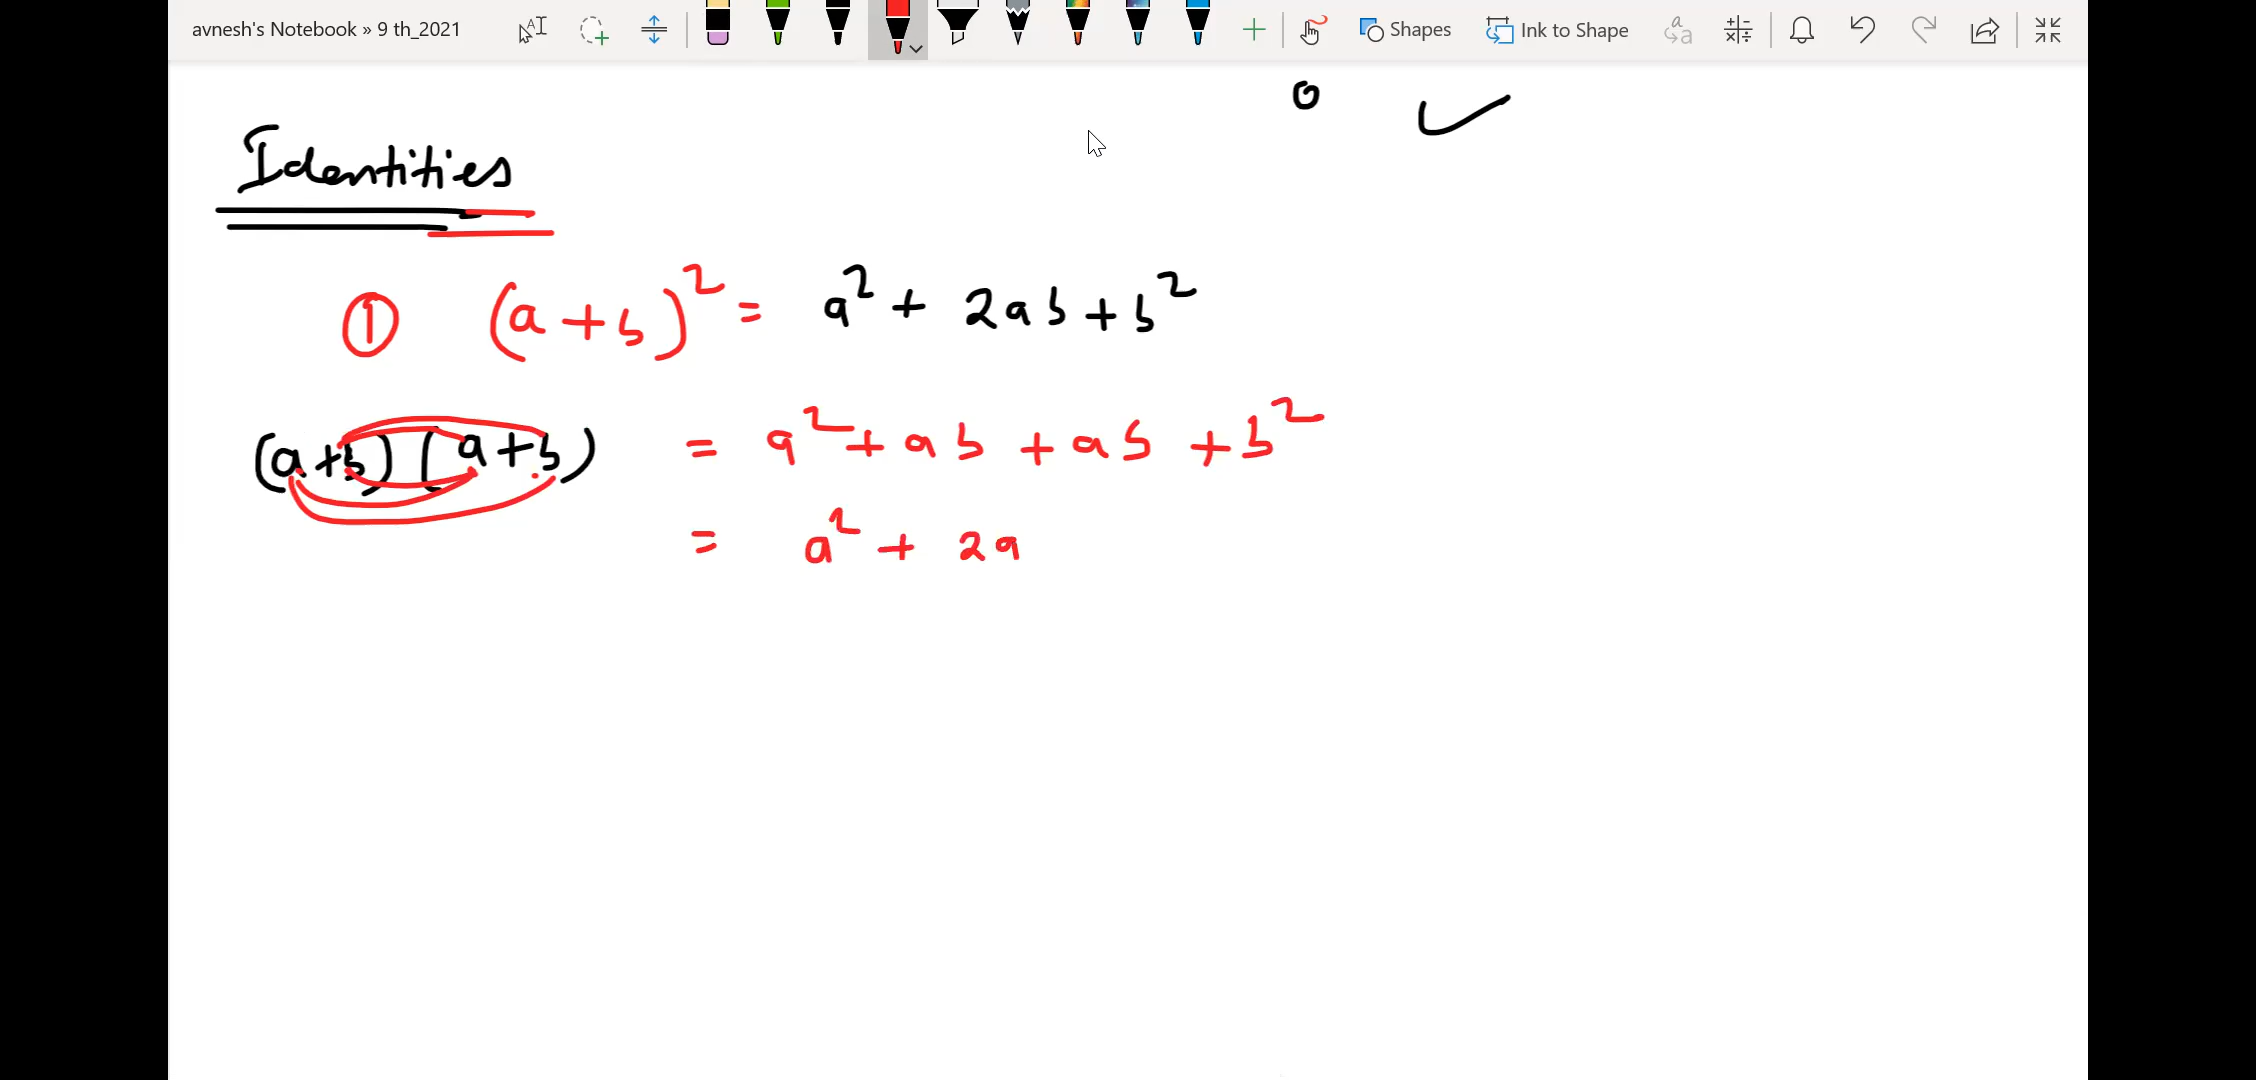 avnesh's Notebook » 9 th_2021 Shapes Ink to Shape
Identities
① (a+b)² = a² + 2ab + b²
(a+b)(a+b) = a² + ab + ab + b²
= a² + 2a